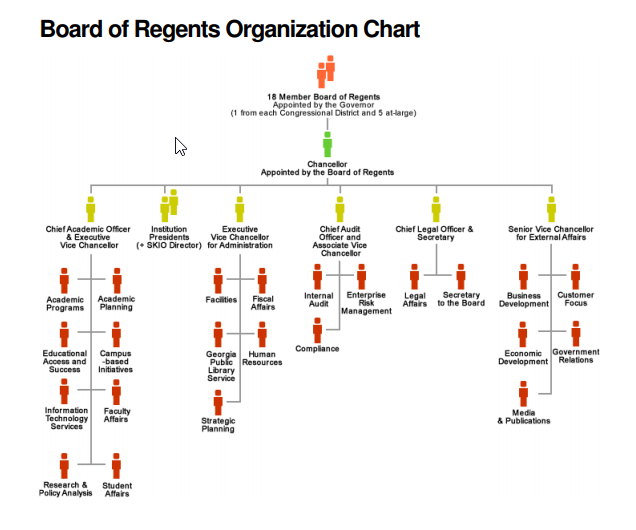 Board of Regents Organization Chart
18 Member Board of Regents
Appointed by the Governor
(1 from each Congressional District and 5 at-large)
Chancellor
Appointed by the Board of Regents
Chief Academic Officer
& Executive
Vice Chancellor
Institution
Presidents
(+ SKIO Director)
Executive
Vice Chancellor
for Administration
Chief Audit
Officer and
Associate Vice
Chancellor
Chief Legal Officer &
Secretary
Senior Vice Chancellor
for External Affairs
Academic
Programs
Academic
Planning
Facilities
Fiscal
Affairs
Internal
Audit
Enterprise
Risk
Management
Legal
Affairs
Secretary
to the Board
Business
Development
Customer
Focus
Educational
Access and
Success
Campus
-based
Initiatives
Georgia
Public
Library
Service
Human
Resources
Compliance
Economic
Development
Government
Relations
Information
Technology
Services
Faculty
Affairs
Strategic
Planning
Media
& Publications
Research &
Policy Analysis
Student
Affairs